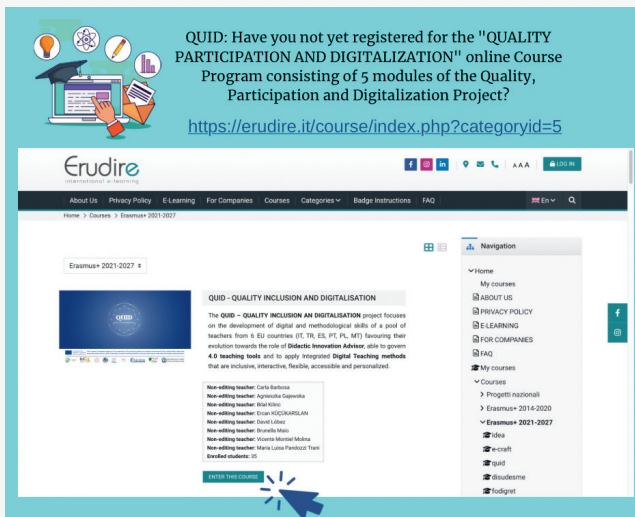 QUID: Have you not yet registered for the "QUALITY
PARTICIPATION AND DIGITALIZATION" online Course
Program consisting of 5 modules of the Quality,
Participation and Digitalization Project?
https://erudire.it/course/index.php?categoryid=5
Erudire
international e-learning
A A A
LOG IN
About Us
Privacy Policy
E-Learning
For Companies
Courses
Categories
Badge Instructions
FAQ
En
Home > Courses > Erasmus+ 2021-2027
Erasmus+ 2021-2027
QUID
QUID - QUALITY INCLUSION AND DIGITALISATION
The QUID – QUALITY INCLUSION AN DIGITALISATION project focuses
on the development of digital and methodological skills of a pool of
teachers from 6 EU countries (IT, TR, ES, PT, PL, MT) favouring their
evolution towards the role of Didactic Innovation Advisor, able to govern
4.0 teaching tools and to apply Integrated Digital Teaching methods
that are inclusive, interactive, flexible, accessible and personalized.
Non-editing teacher: Carla Barbosa
Non-editing teacher: Agnieszka Gajewska
Non-editing teacher: Bilal Kilinc
Non-editing teacher: Ercan KÜÇÜKARSLAN
Non-editing teacher: David Lóbez
Non-editing teacher: Brunella Maio
Non-editing teacher: Vicente Montiel Molina
Non-editing teacher: Maria Luisa Pandozzi Trani
Enrolled students: 35
ENTER THIS COURSE
Navigation
Home
My courses
ABOUT US
PRIVACY POLICY
E-LEARNING
FOR COMPANIES
FAQ
My courses
Courses
> Progetti nazionali
> Erasmus+ 2014-2020
Erasmus+ 2021-2027
idea
e-craft
quid
disudesme
fodigret